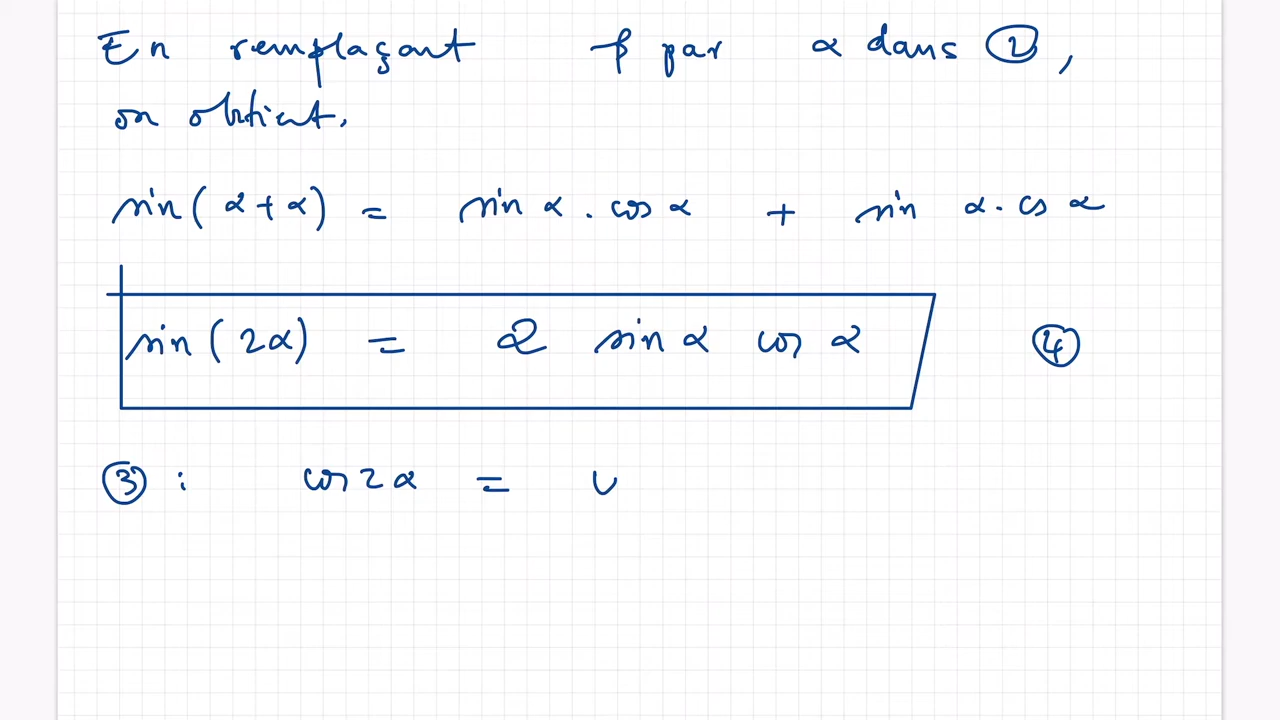 En remplaçant β par α dans ②,
on obtient.
sin(α+α) = sin α . cos α + sin α . cs α
sin(2α) = 2 sin α cos α ④
③ : cos 2α =